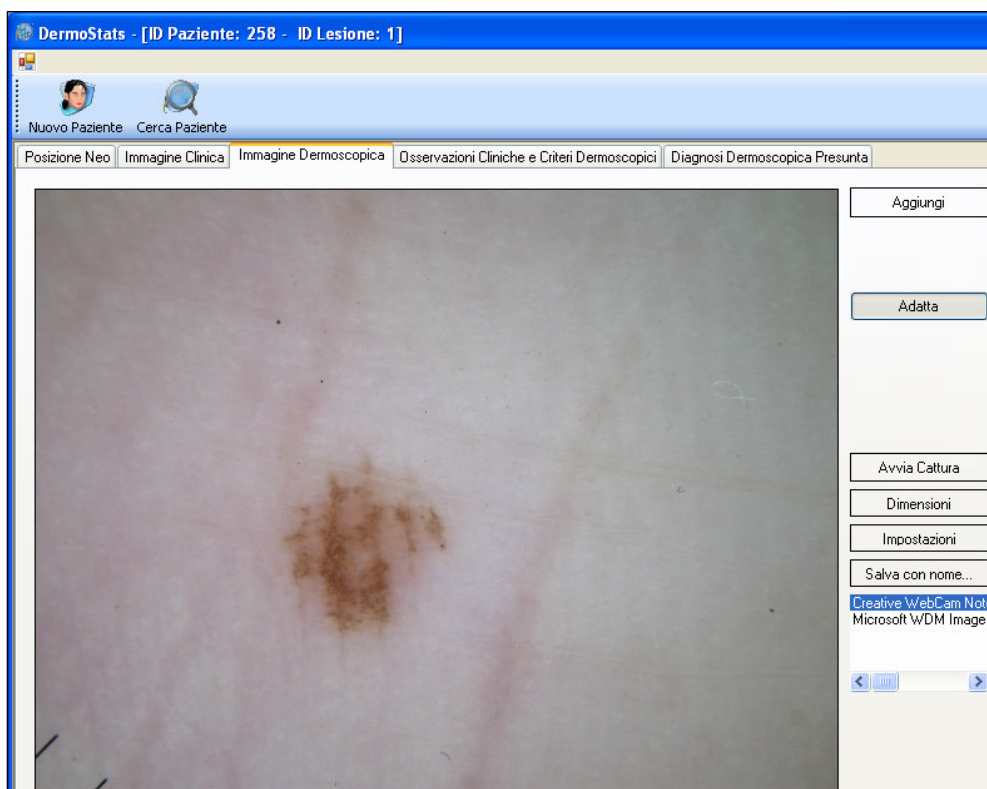 DermoStats - [ID Paziente: 258 - ID Lesione: 1]
Nuovo Paziente Cerca Paziente
Posizione Neo Immagine Clinica Immagine Dermoscopica Osservazioni Cliniche e Criteri Dermoscopici Diagnosi Dermoscopica Presunta
Aggiungi
Adatta
Avvia Cattura
Dimensioni
Impostazioni
Salva con nome...
Creative WebCam Not
Microsoft WDM Image